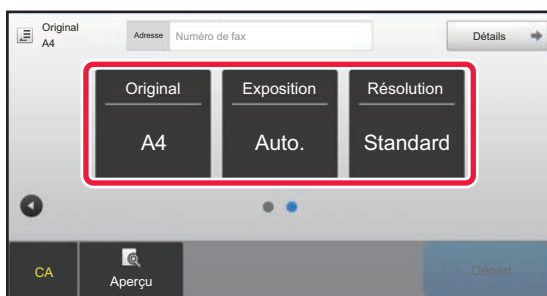 Original
A4
Adresse Numéro de fax
Détails
Original Exposition Résolution
A4 Auto. Standard
CA
Aperçu
Départ